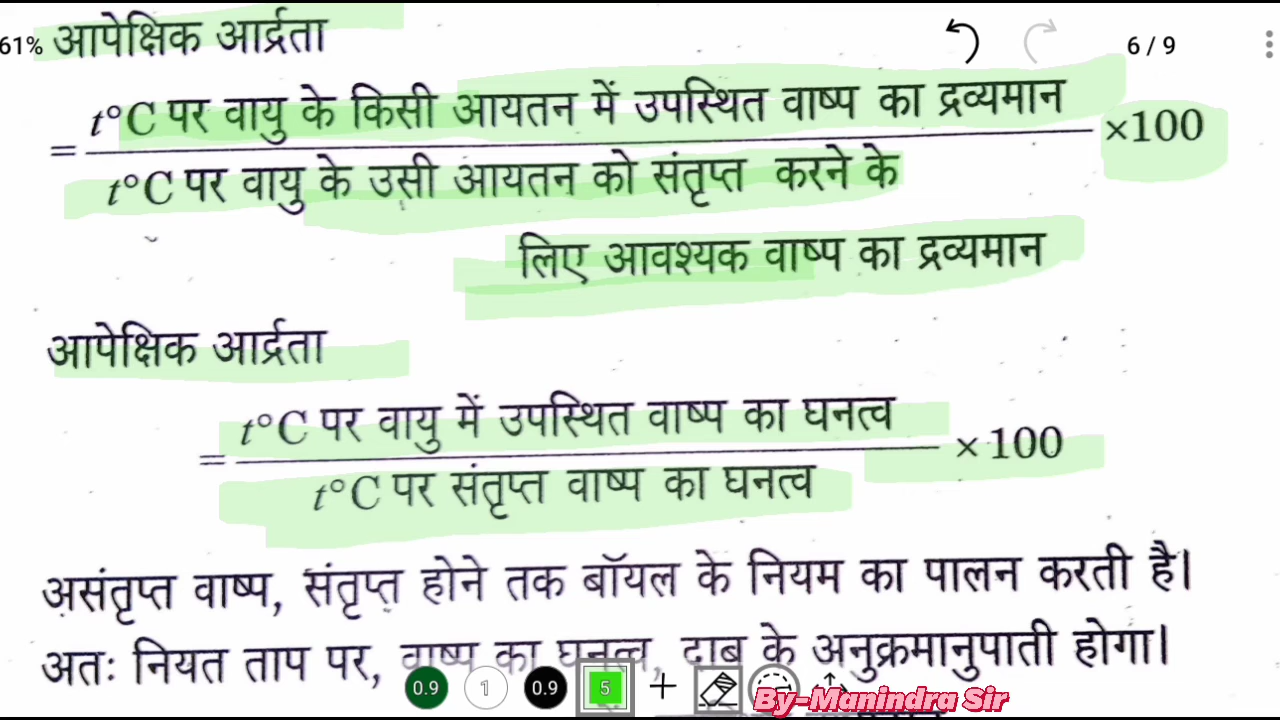 61% आपेक्षिक आर्द्रता
6 / 9
t°C पर वायु के किसी आयतन में उपस्थित वाष्प का द्रव्यमान
= ×100
t°C पर वायु के उसी आयतन को संतृप्त करने के
लिए आवश्यक वाष्प का द्रव्यमान
आपेक्षिक आर्द्रता
t°C पर वायु में उपस्थित वाष्प का घनत्व
= × 100
t°C पर संतृप्त वाष्प का घनत्व
असंतृप्त वाष्प, संतृप्त होने तक बॉयल के नियम का पालन करती है।
अतः नियत ताप पर, वाष्प का घनत्व, दाब के अनुक्रमानुपाती होगा।
0.9 1 0.9 5 +
By-Manindra Sir